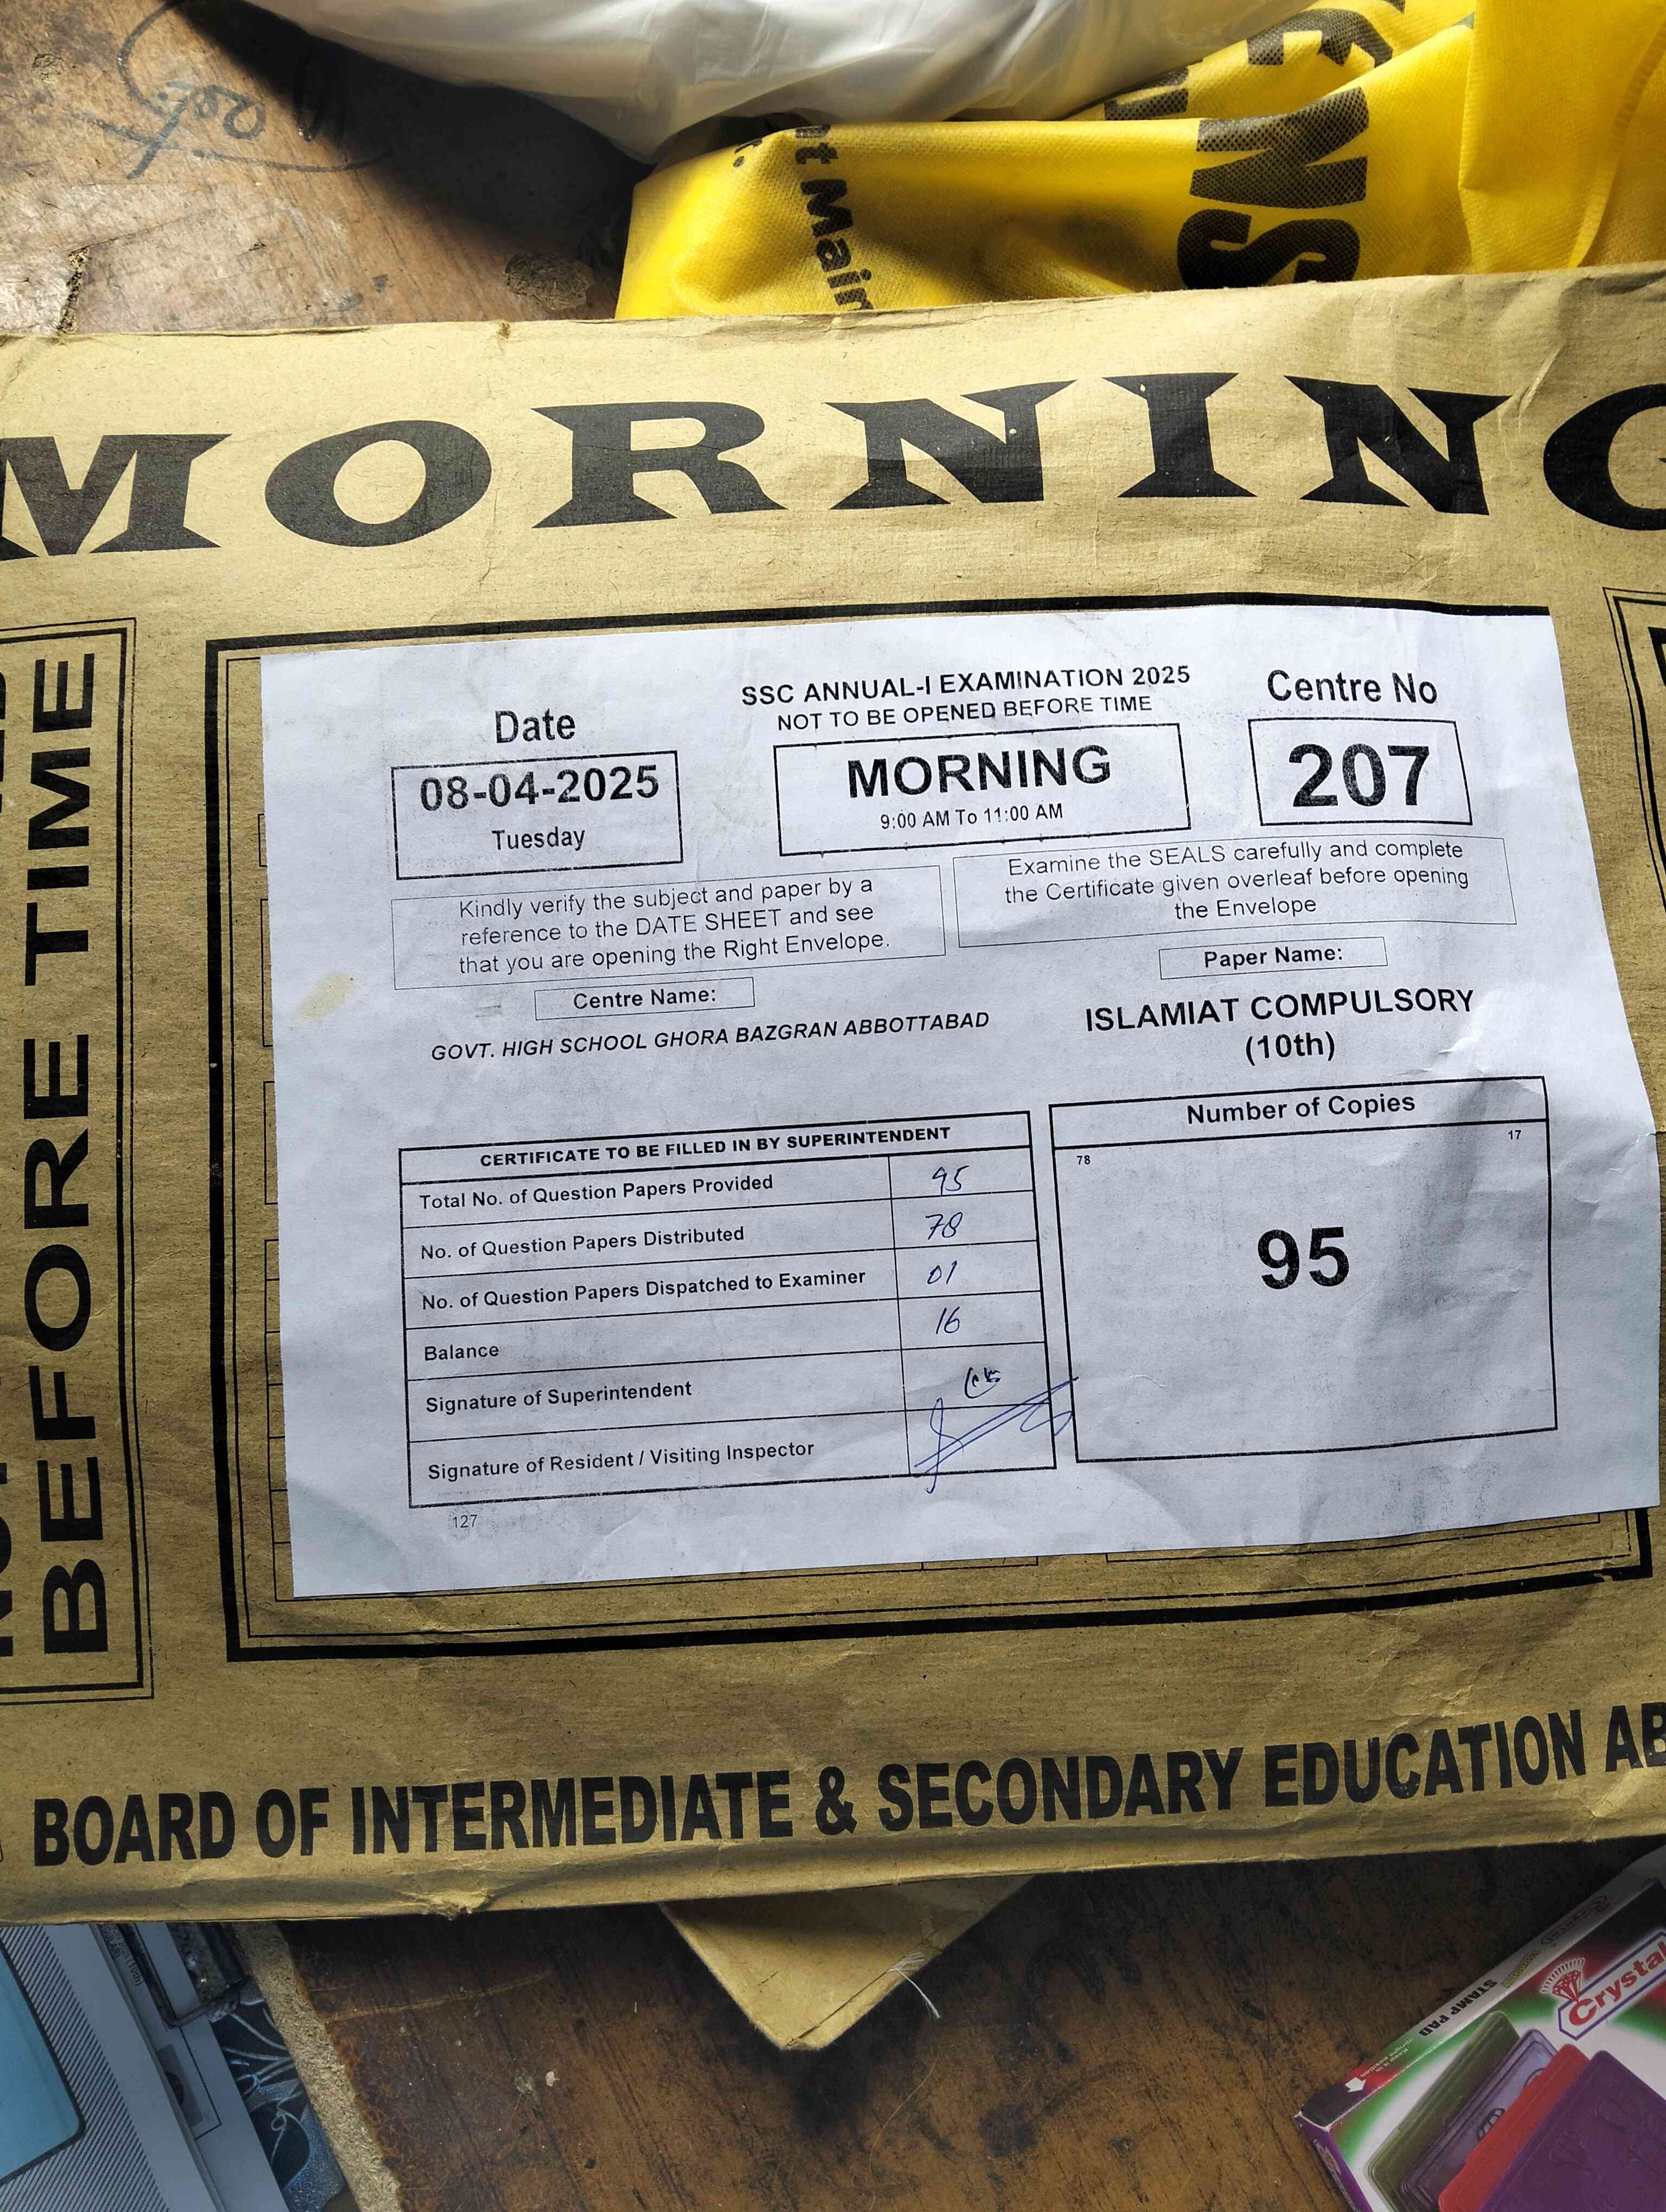 NS
nt Main
MORNING
BEFORE TIME
SSC ANNUAL-I EXAMINATION 2025
NOT TO BE OPENED BEFORE TIME
Date
08-04-2025
Tuesday
MORNING
9:00 AM To 11:00 AM
Centre No
207
Kindly verify the subject and paper by a
reference to the DATE SHEET and see
that you are opening the Right Envelope.
Examine the SEALS carefully and complete
the Certificate given overleaf before opening
the Envelope
Centre Name:
GOVT. HIGH SCHOOL GHORA BAZGRAN ABBOTTABAD
Paper Name:
ISLAMIAT COMPULSORY
(10th)
CERTIFICATE TO BE FILLED IN BY SUPERINTENDENT
Total No. of Question Papers Provided 95
No. of Question Papers Distributed 78
No. of Question Papers Dispatched to Examiner 01
Balance 16
Signature of Superintendent
Signature of Resident / Visiting Inspector
127
Number of Copies
78 17
95
BOARD OF INTERMEDIATE & SECONDARY EDUCATION AB
Crystal
STAMP PAD